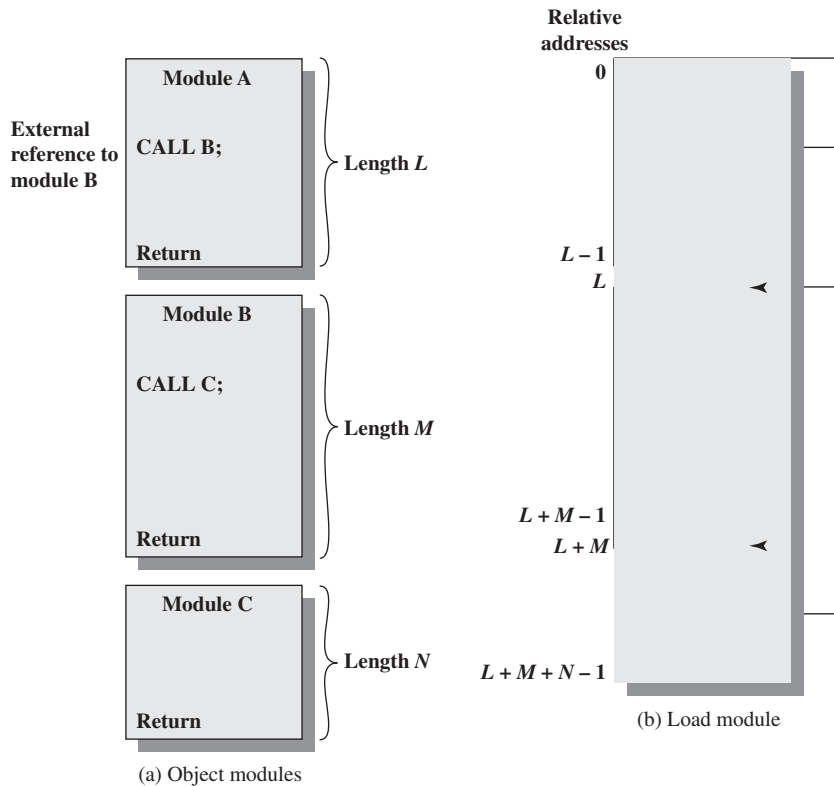 Module A
External
reference to
module B
CALL B;
Length L
Return
Module B
CALL C;
Length M
Return
Module C
Length N
Return
(a) Object modules
Relative
addresses
0
L − 1
L
L + M − 1
L + M
L + M + N − 1
(b) Load module